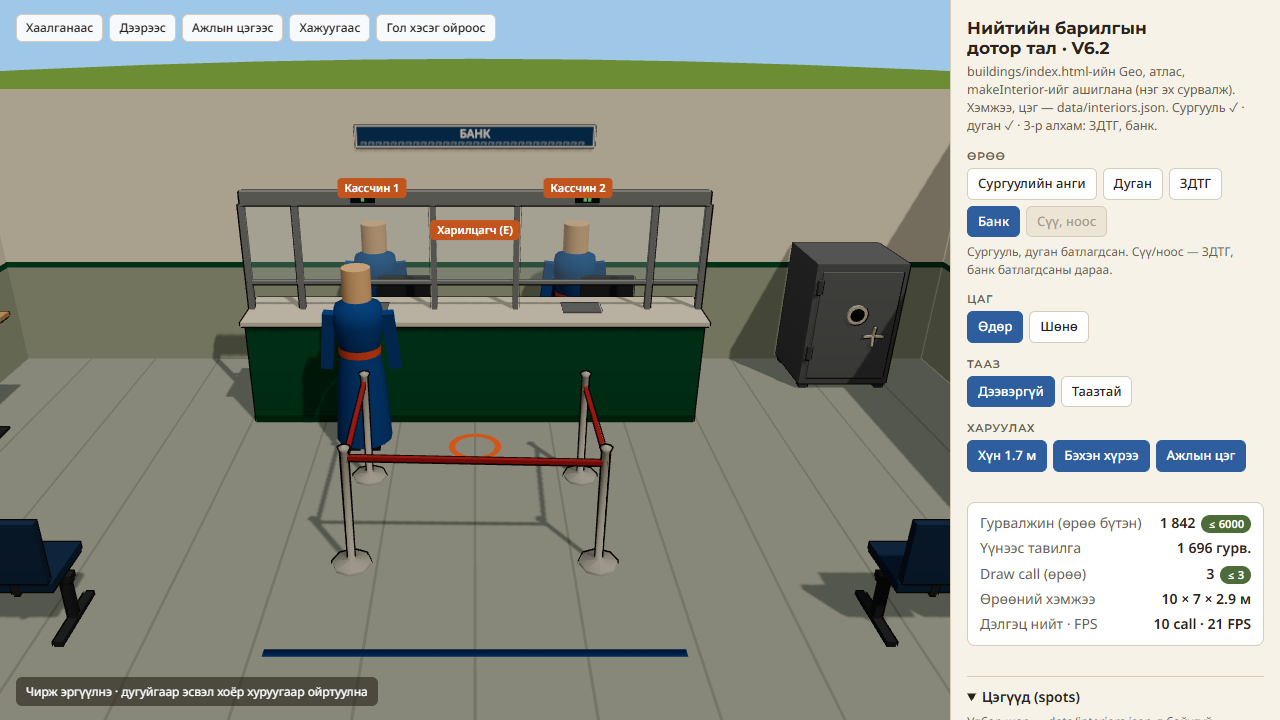 Хаалганаас
Дээрээс
Ажлын цэгээс
Хажуугаас
Гол хэсэг ойроос
БАНК
Кассчин 1
Кассчин 2
Харилцагч (E)
Чирж эргүүлнэ · дугуйгаар эсвэл хоёр хуруугаар ойртуулна
Нийтийн барилгын
дотор тал · V6.2
buildings/index.html-ийн Geo, атлас,
makeInterior-ийг ашиглана (нэг эх сурвалж).
Хэмжээ, цэг — data/interiors.json. Сургууль ✓ ·
дуган ✓ · 3-р алхам: ЗДТГ, банк.
ӨРӨӨ
Сургуулийн анги
Дуган
ЗДТГ
Банк
Сүү, ноос
Сургууль, дуган батлагдсан. Сүү/ноос — ЗДТГ,
банк батлагдсаны дараа.
ЦАГ
Өдөр
Шөнө
ТААЗ
Дээвэргүй
Таазтай
ХАРУУЛАХ
Хүн 1.7 м
Бэхэн хүрээ
Ажлын цэг
Гурвалжин (өрөө бүтэн) 1 842 ≤ 6000
Үүнээс тавилга 1 696 гурв.
Draw call (өрөө) 3 ≤ 3
Өрөөний хэмжээ 10 × 7 × 2.9 м
Дэлгэц нийт · FPS 10 call · 21 FPS
▼ Цэгүүд (spots)